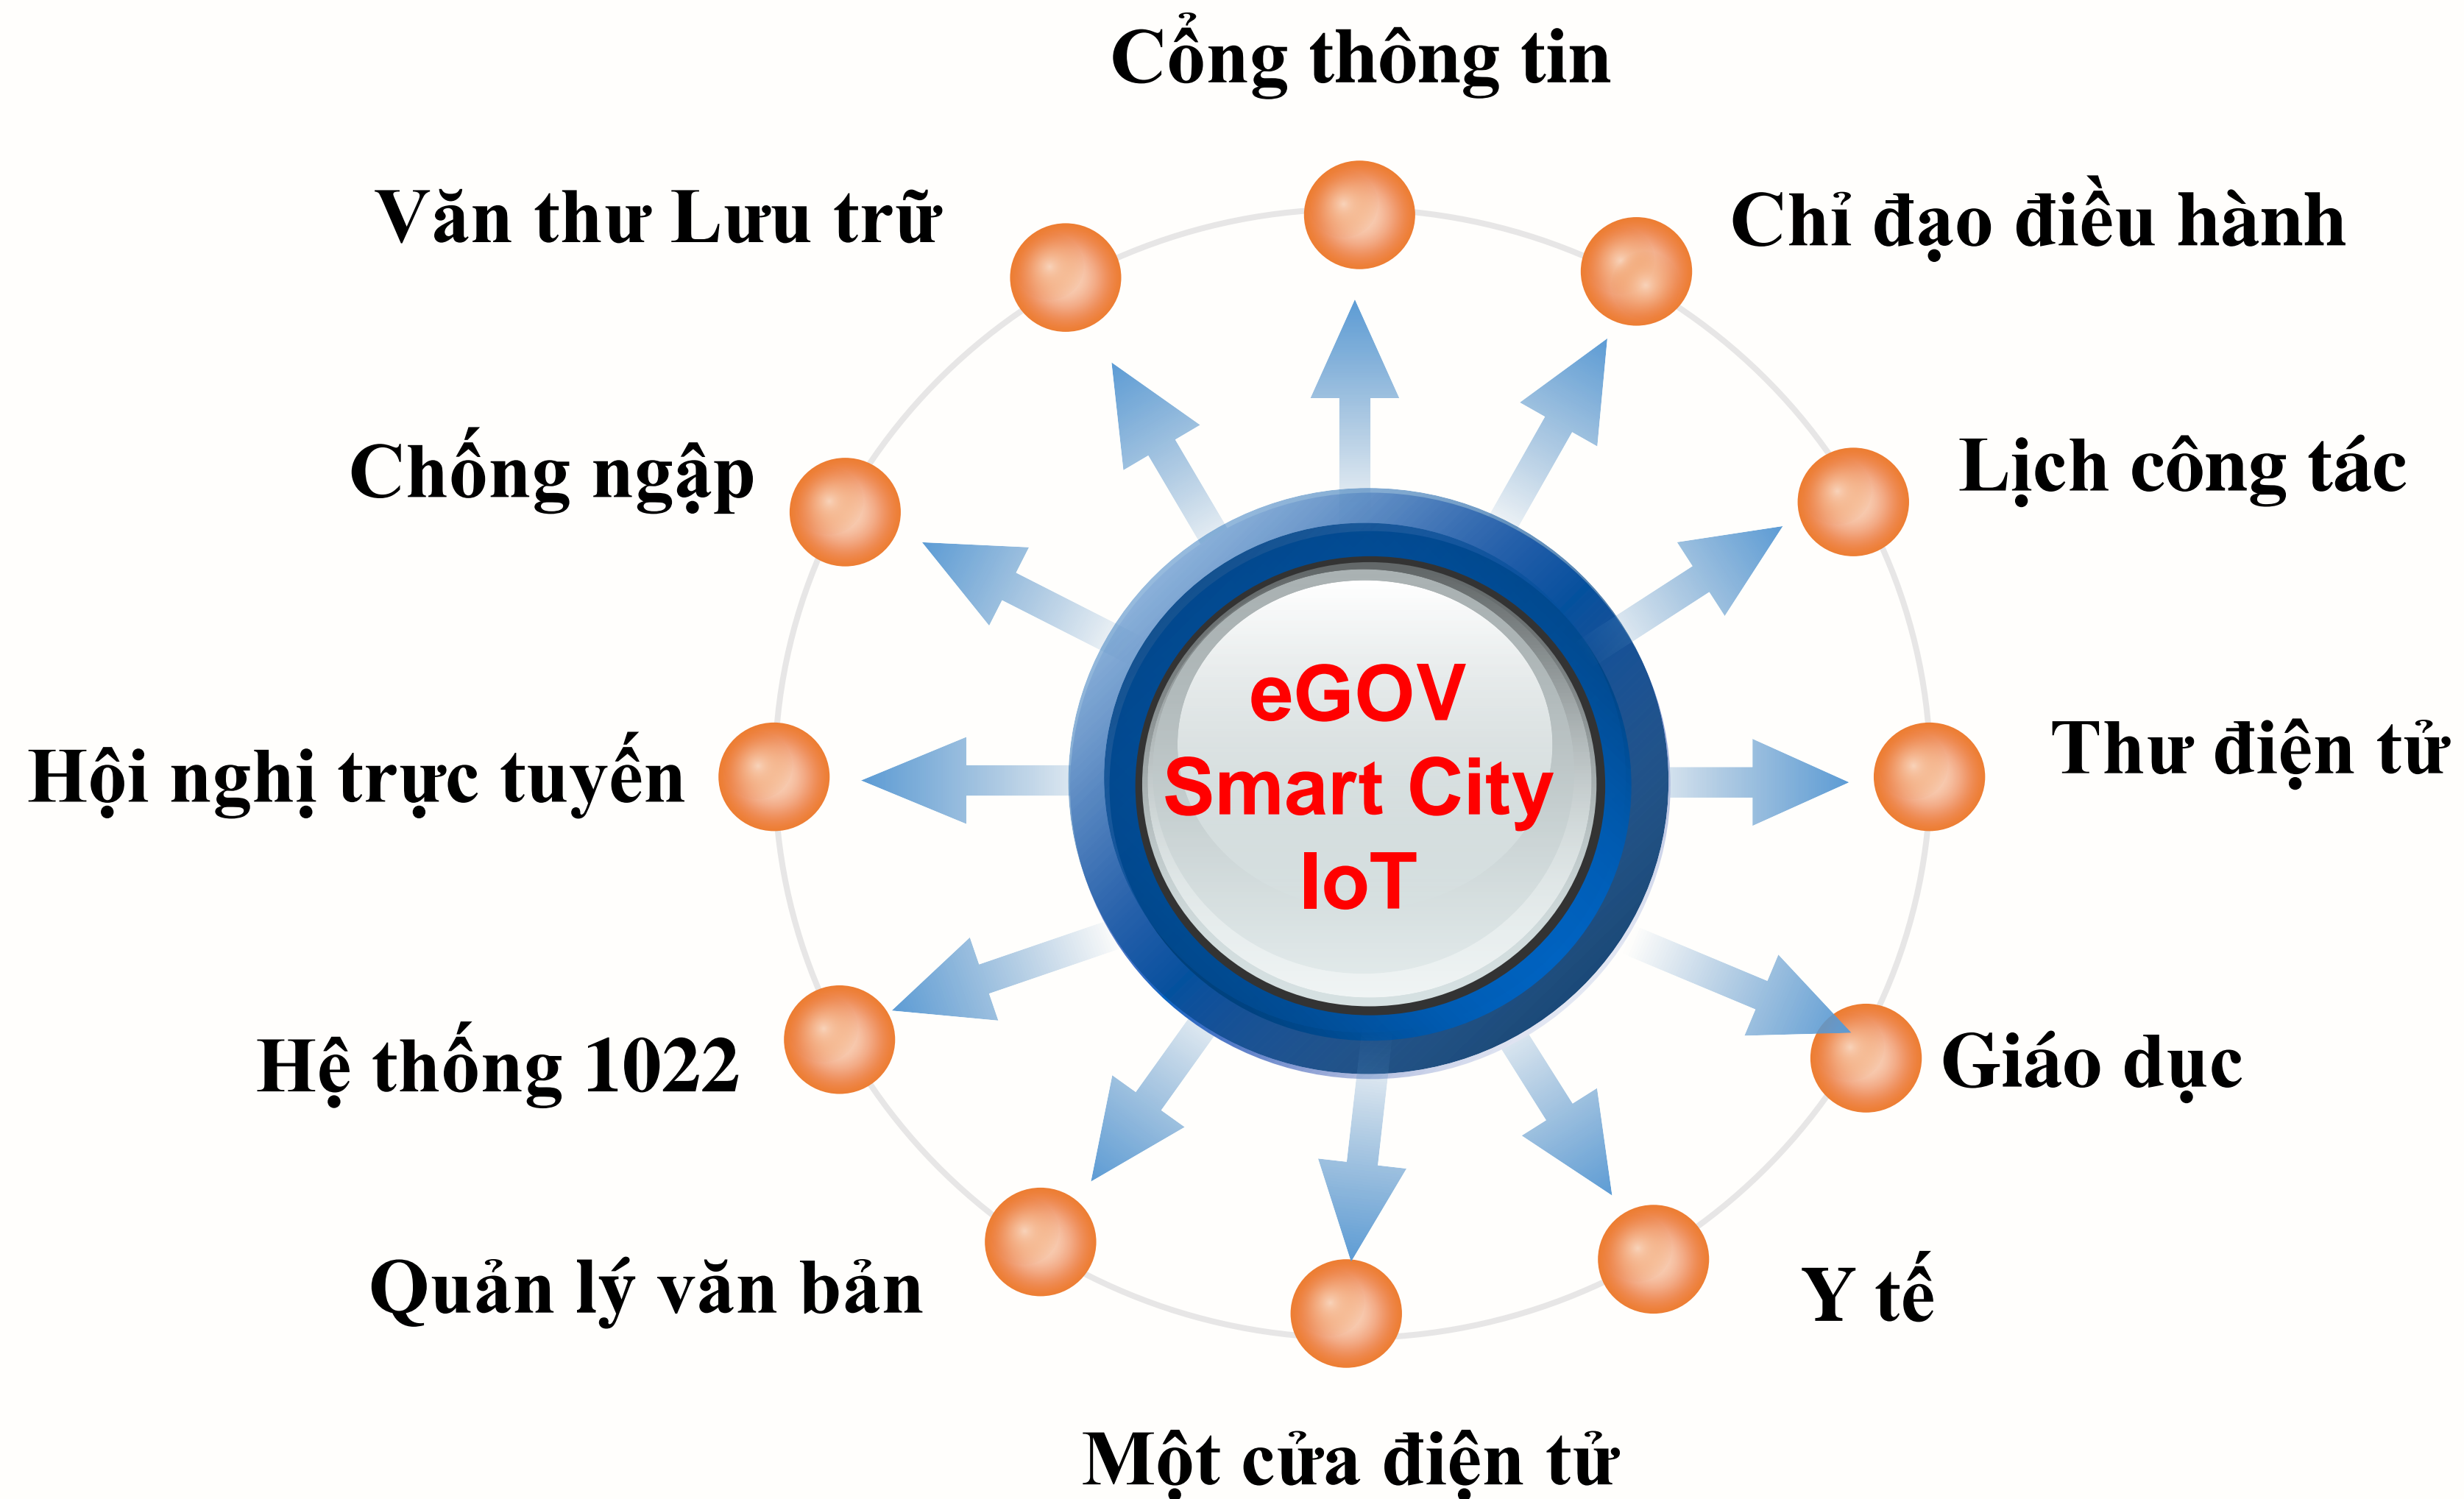 Cổng thông tin
Văn thư Lưu trữ
Chỉ đạo điều hành
Chống ngập
Lịch công tác
eGOV
Smart City
IoT
Hội nghị trực tuyến
Thư điện tử
Hệ thống 1022
Giáo dục
Quản lý văn bản
Y tế
Một cửa điện tử